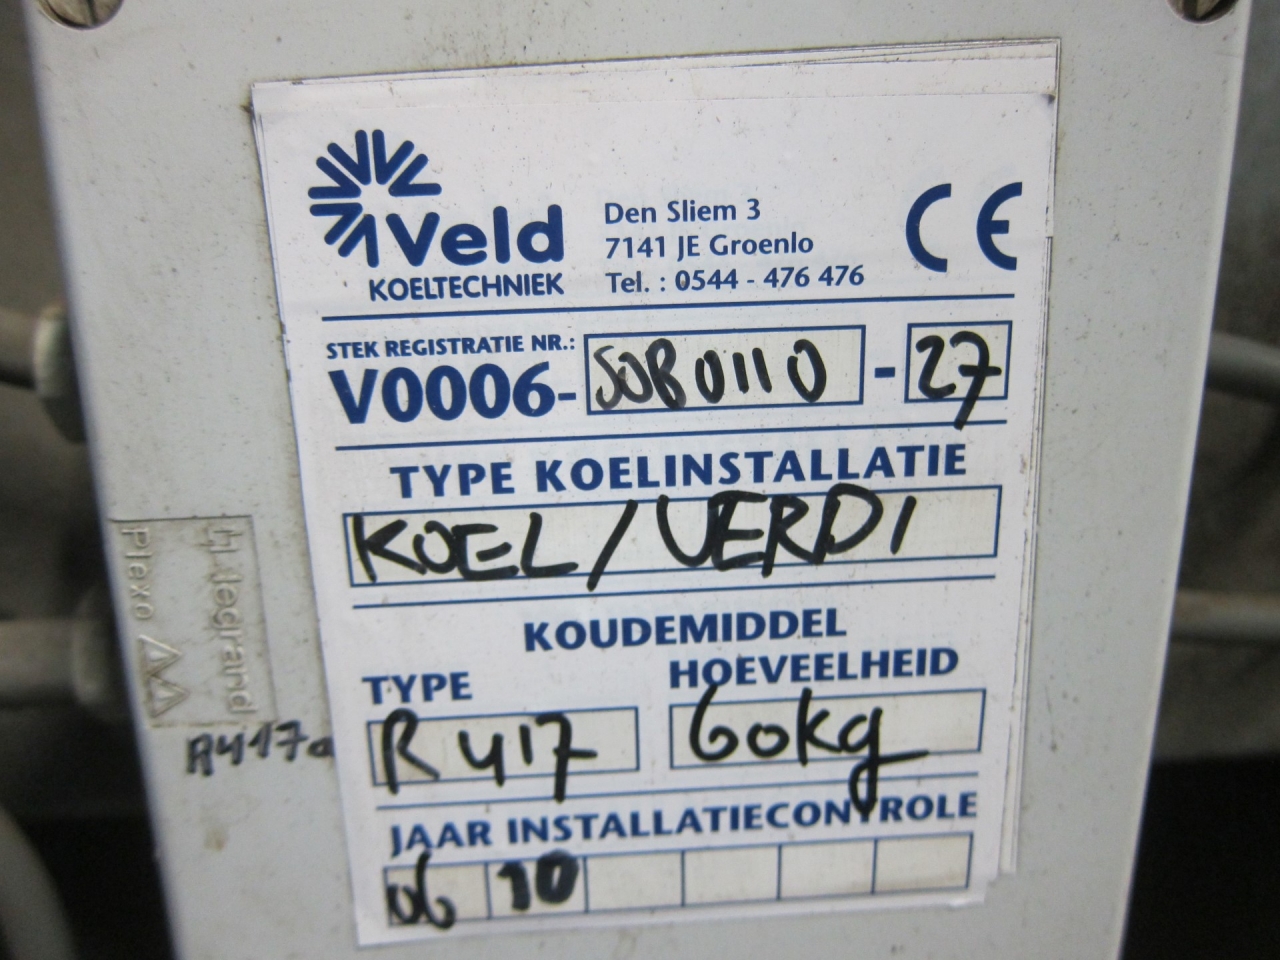 Veld
KOELTECHNIEK
Den Sliem 3
7141 JE Groenlo
Tel. : 0544 - 476 476
CE
STEK REGISTRATIE NR.:
V0006- SOB0110 - 27
TYPE KOELINSTALLATIE
KOEL/VERDI
KOUDEMIDDEL
TYPE HOEVEELHEID
R 417 60kg
JAAR INSTALLATIECONTROLE
06 10
legrand
Plexo
R417a